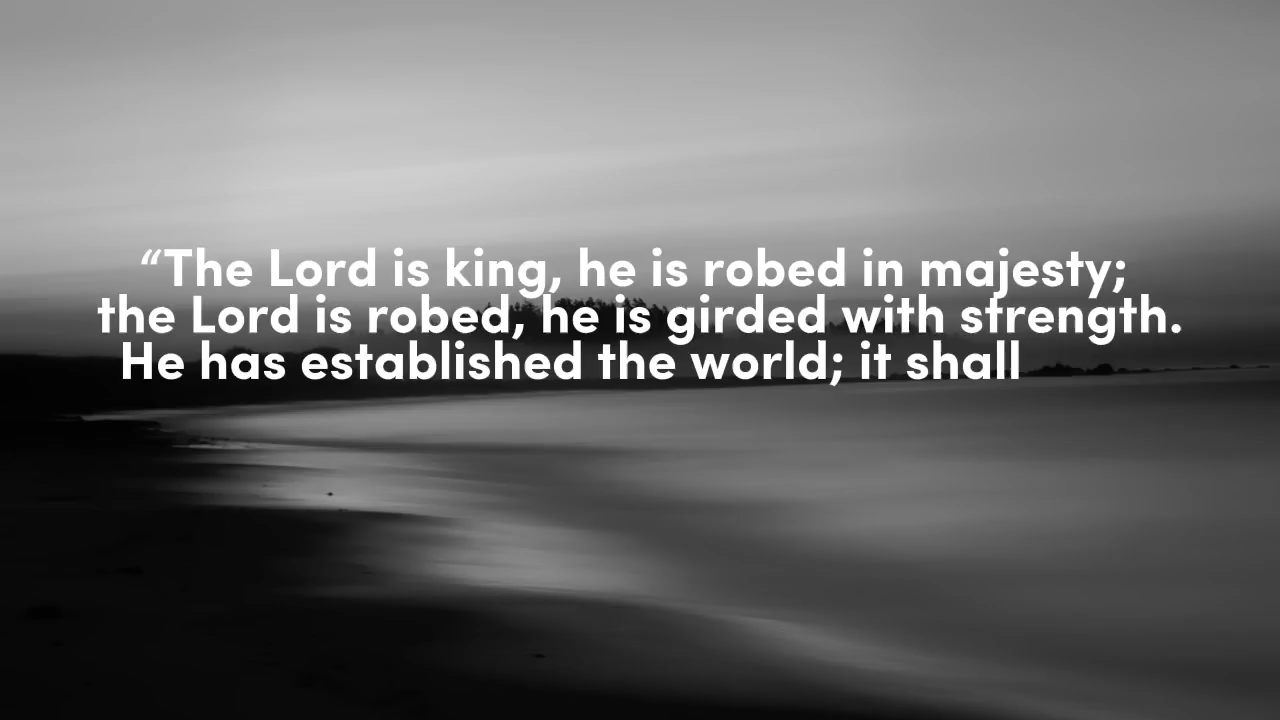 “The Lord is king, he is robed in majesty;
the Lord is robed, he is girded with strength.
He has established the world; it shall